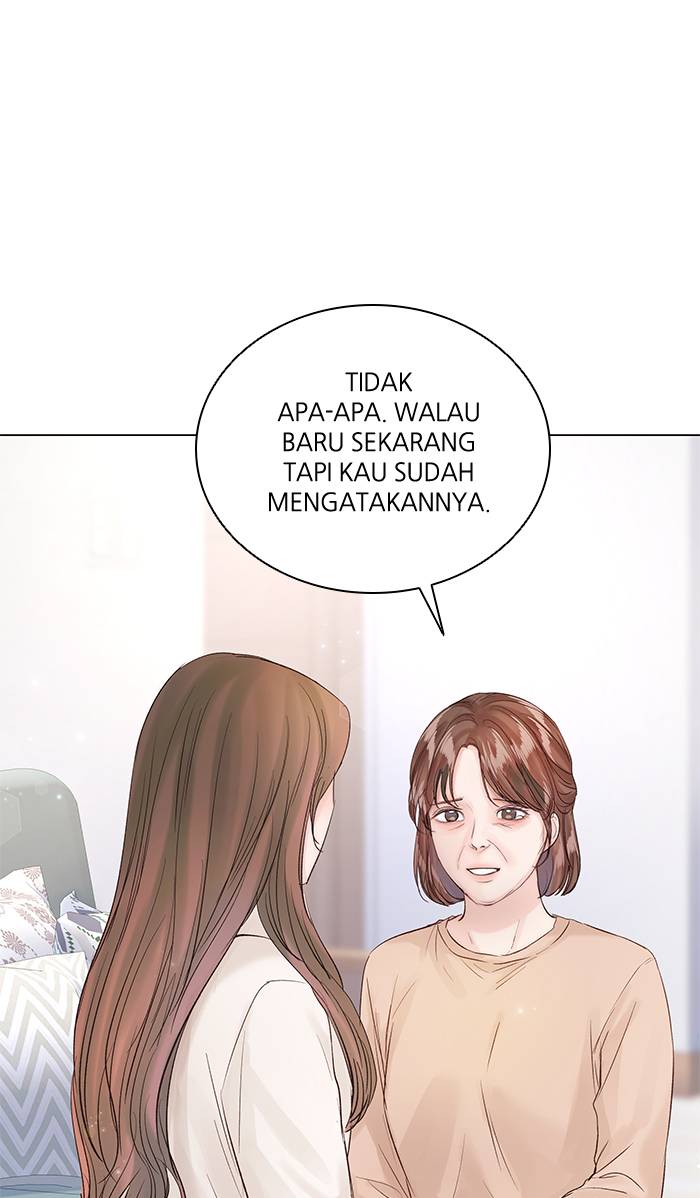 TIDAK
APA-APA. WALAU
BARU SEKARANG
TAPI KAU SUDAH
MENGATAKANNYA.